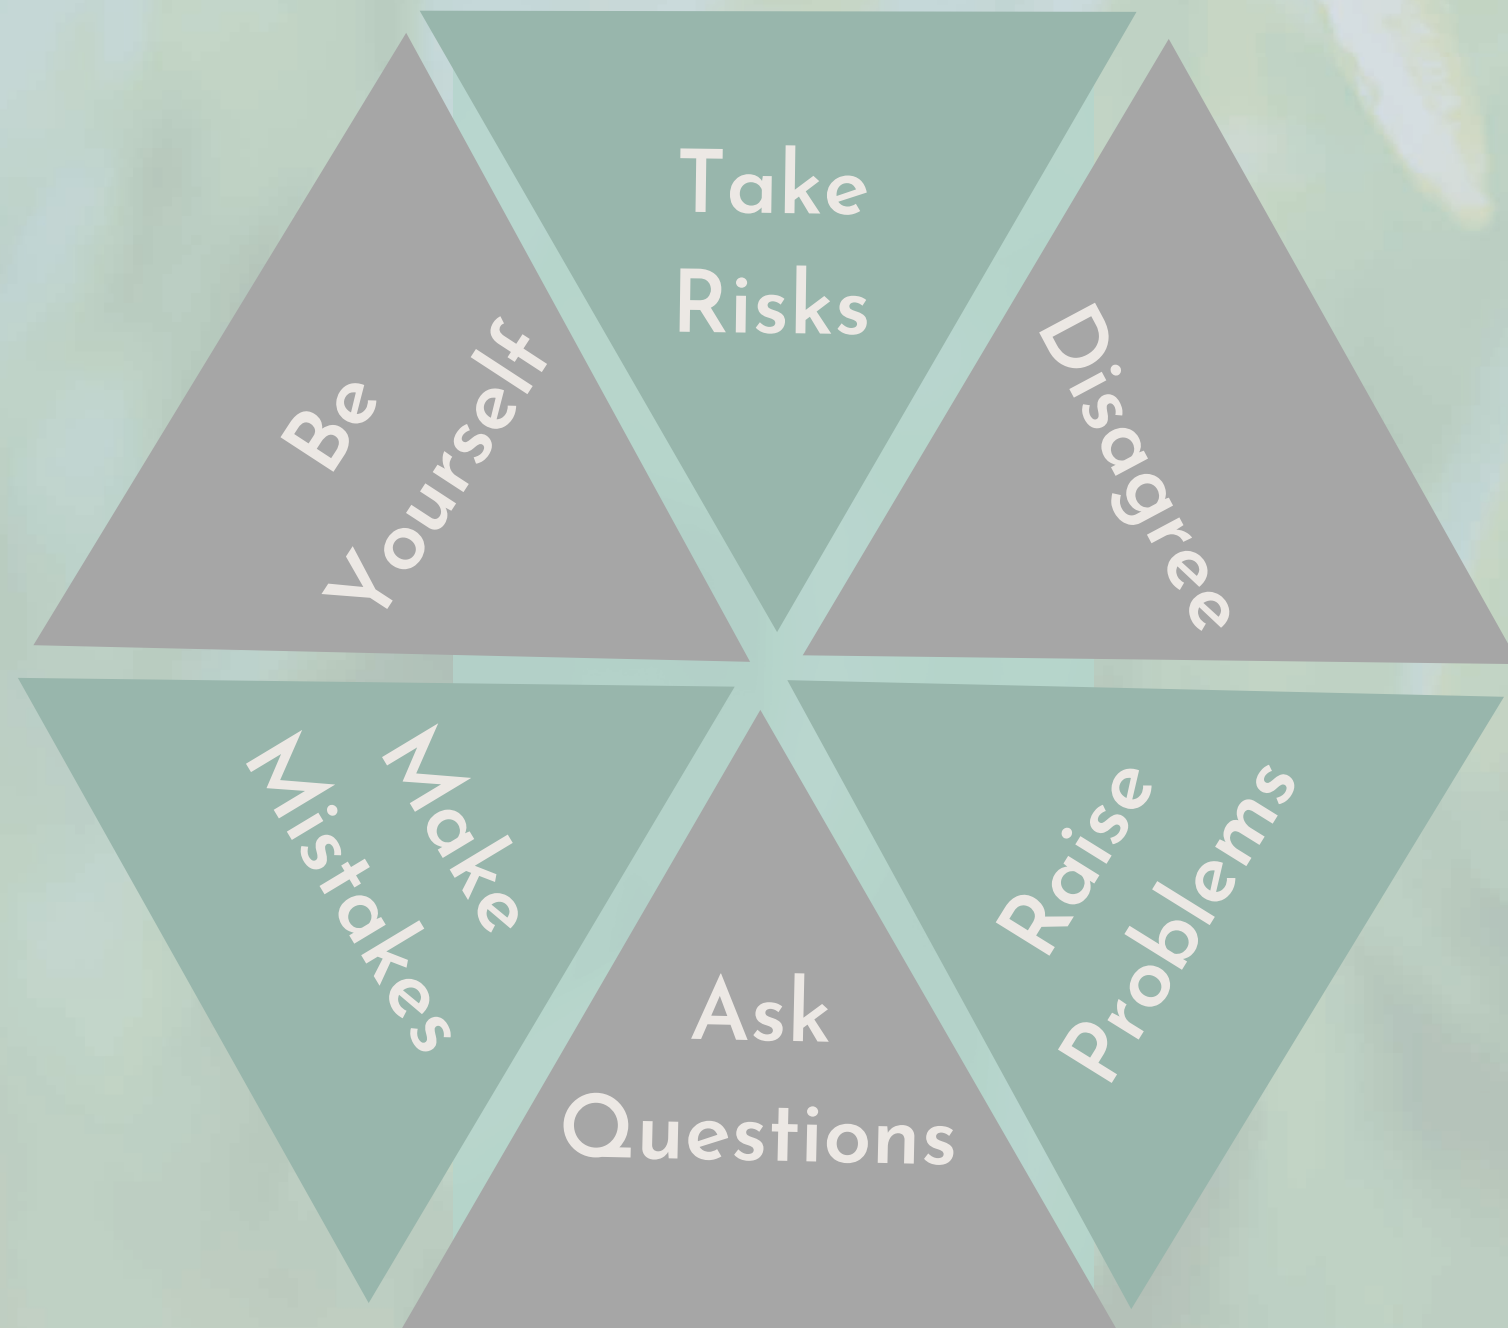 Take
Risks
Disagree
Raise
Problems
Ask
Questions
Make
Mistakes
Be
Yourself